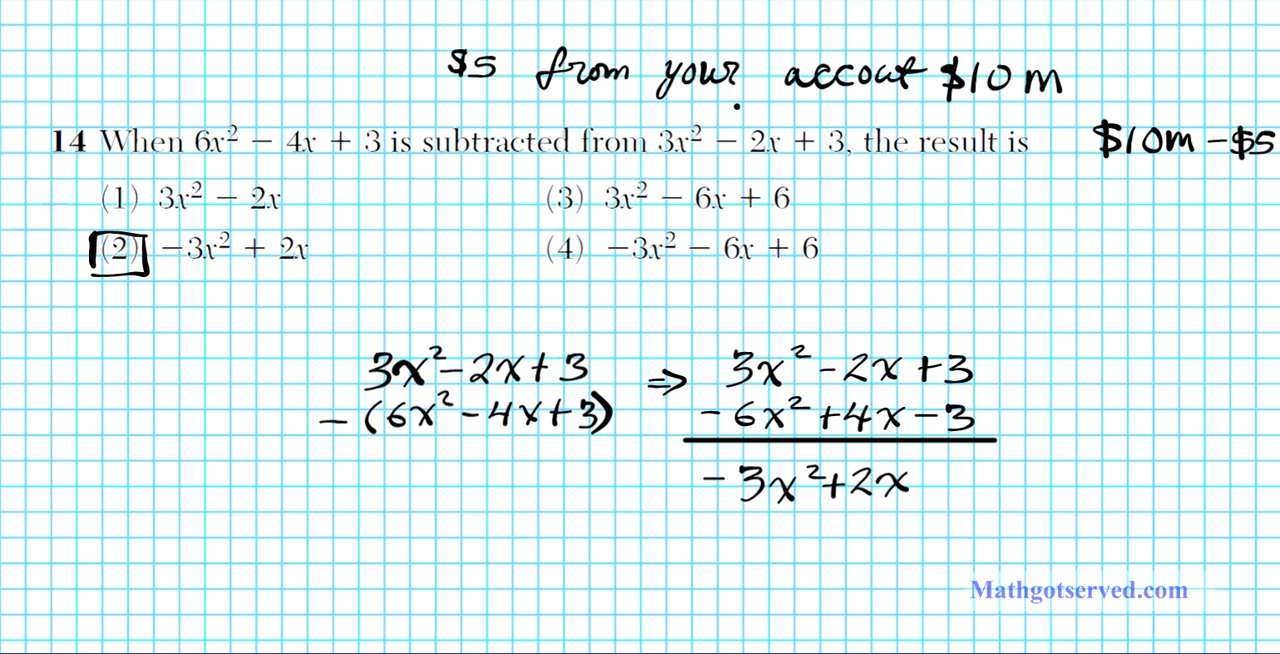 $5 from your accout $10m
14 When 6x² − 4x + 3 is subtracted from 3x² − 2x + 3, the result is $10m − $5
(1) 3x² − 2x (3) 3x² − 6x + 6
(2) −3x² + 2x (4) −3x² − 6x + 6
3x² − 2x + 3 ⇒ 3x² − 2x + 3
− (6x² − 4x + 3) − 6x² + 4x − 3
− 3x² + 2x
Mathgotserved.com